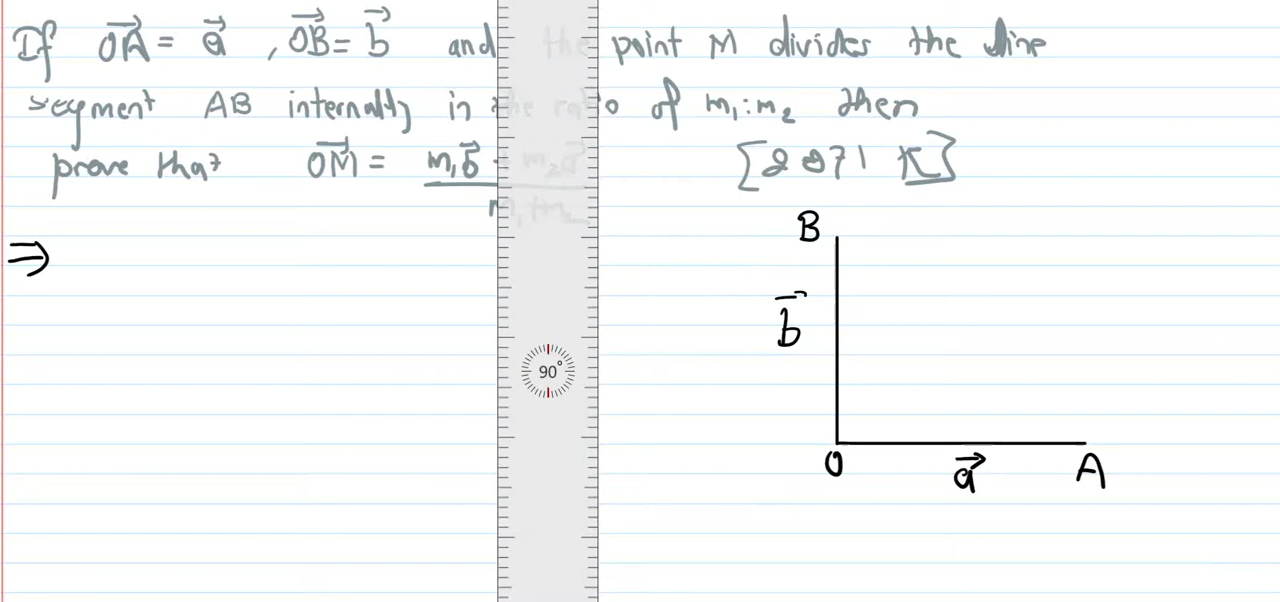 If OA⃗ = a⃗ , OB⃗ = b⃗ and the point M divides the line
segment AB internally in the ratio of m₁:m₂ then
prove that OM⃗ = (m₁b⃗ + m₂a⃗)/(m₁+m₂) [2071 K]
⇒
B
b⃗
90°
O
a⃗
A